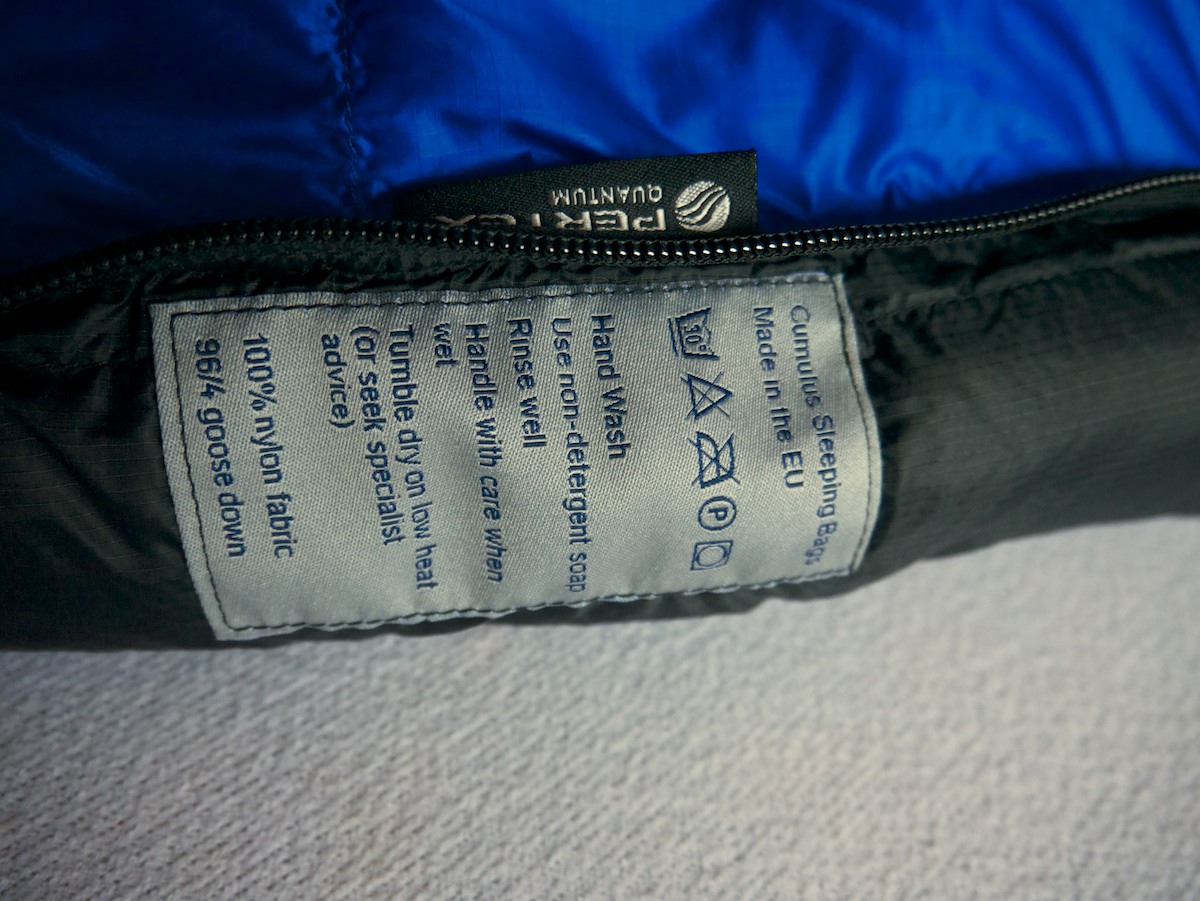 PERTEX
QUANTUM
Cumulus Sleeping Bags
Made in the EU
30°
P
Hand Wash
Use non-detergent soap
Rinse well
Handle with care when
wet
Tumble dry on low heat
(or seek specialist
advice)
100% nylon fabric
96/4 goose down